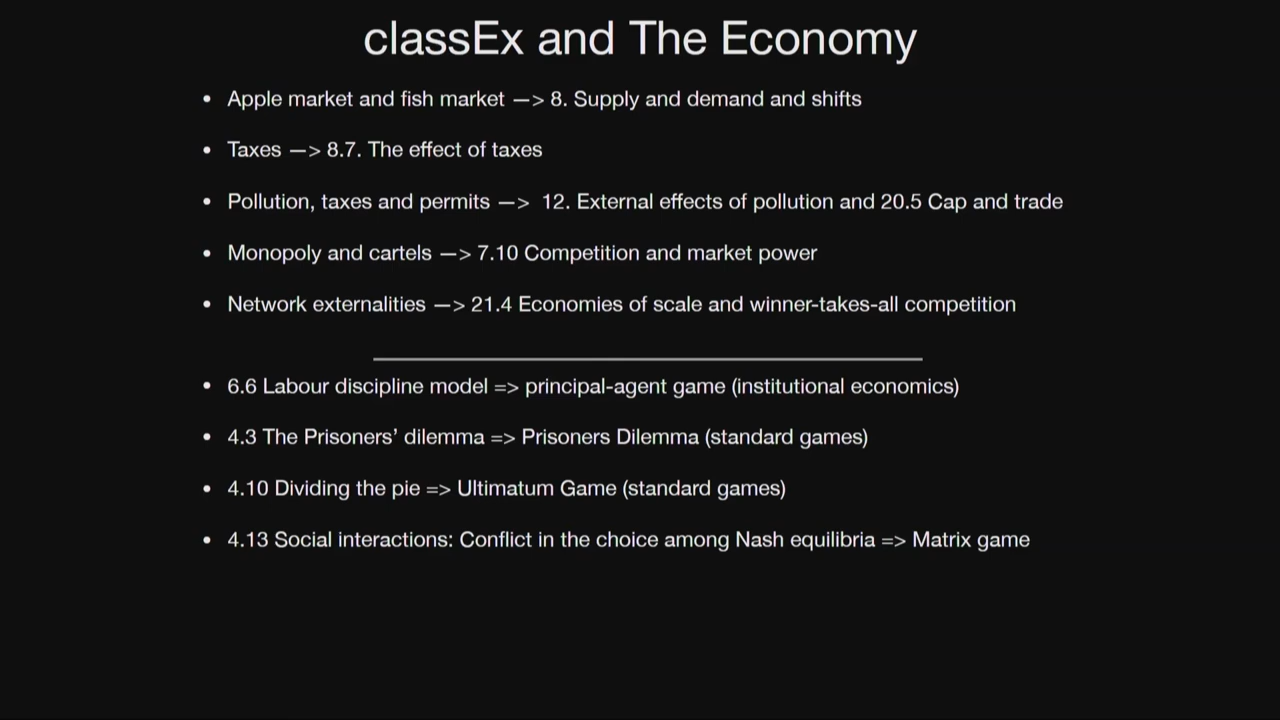 classEx and The Economy
• Apple market and fish market —> 8. Supply and demand and shifts
• Taxes —> 8.7. The effect of taxes
• Pollution, taxes and permits —> 12. External effects of pollution and 20.5 Cap and trade
• Monopoly and cartels —> 7.10 Competition and market power
• Network externalities —> 21.4 Economies of scale and winner-takes-all competition
• 6.6 Labour discipline model => principal-agent game (institutional economics)
• 4.3 The Prisoners’ dilemma => Prisoners Dilemma (standard games)
• 4.10 Dividing the pie => Ultimatum Game (standard games)
• 4.13 Social interactions: Conflict in the choice among Nash equilibria => Matrix game